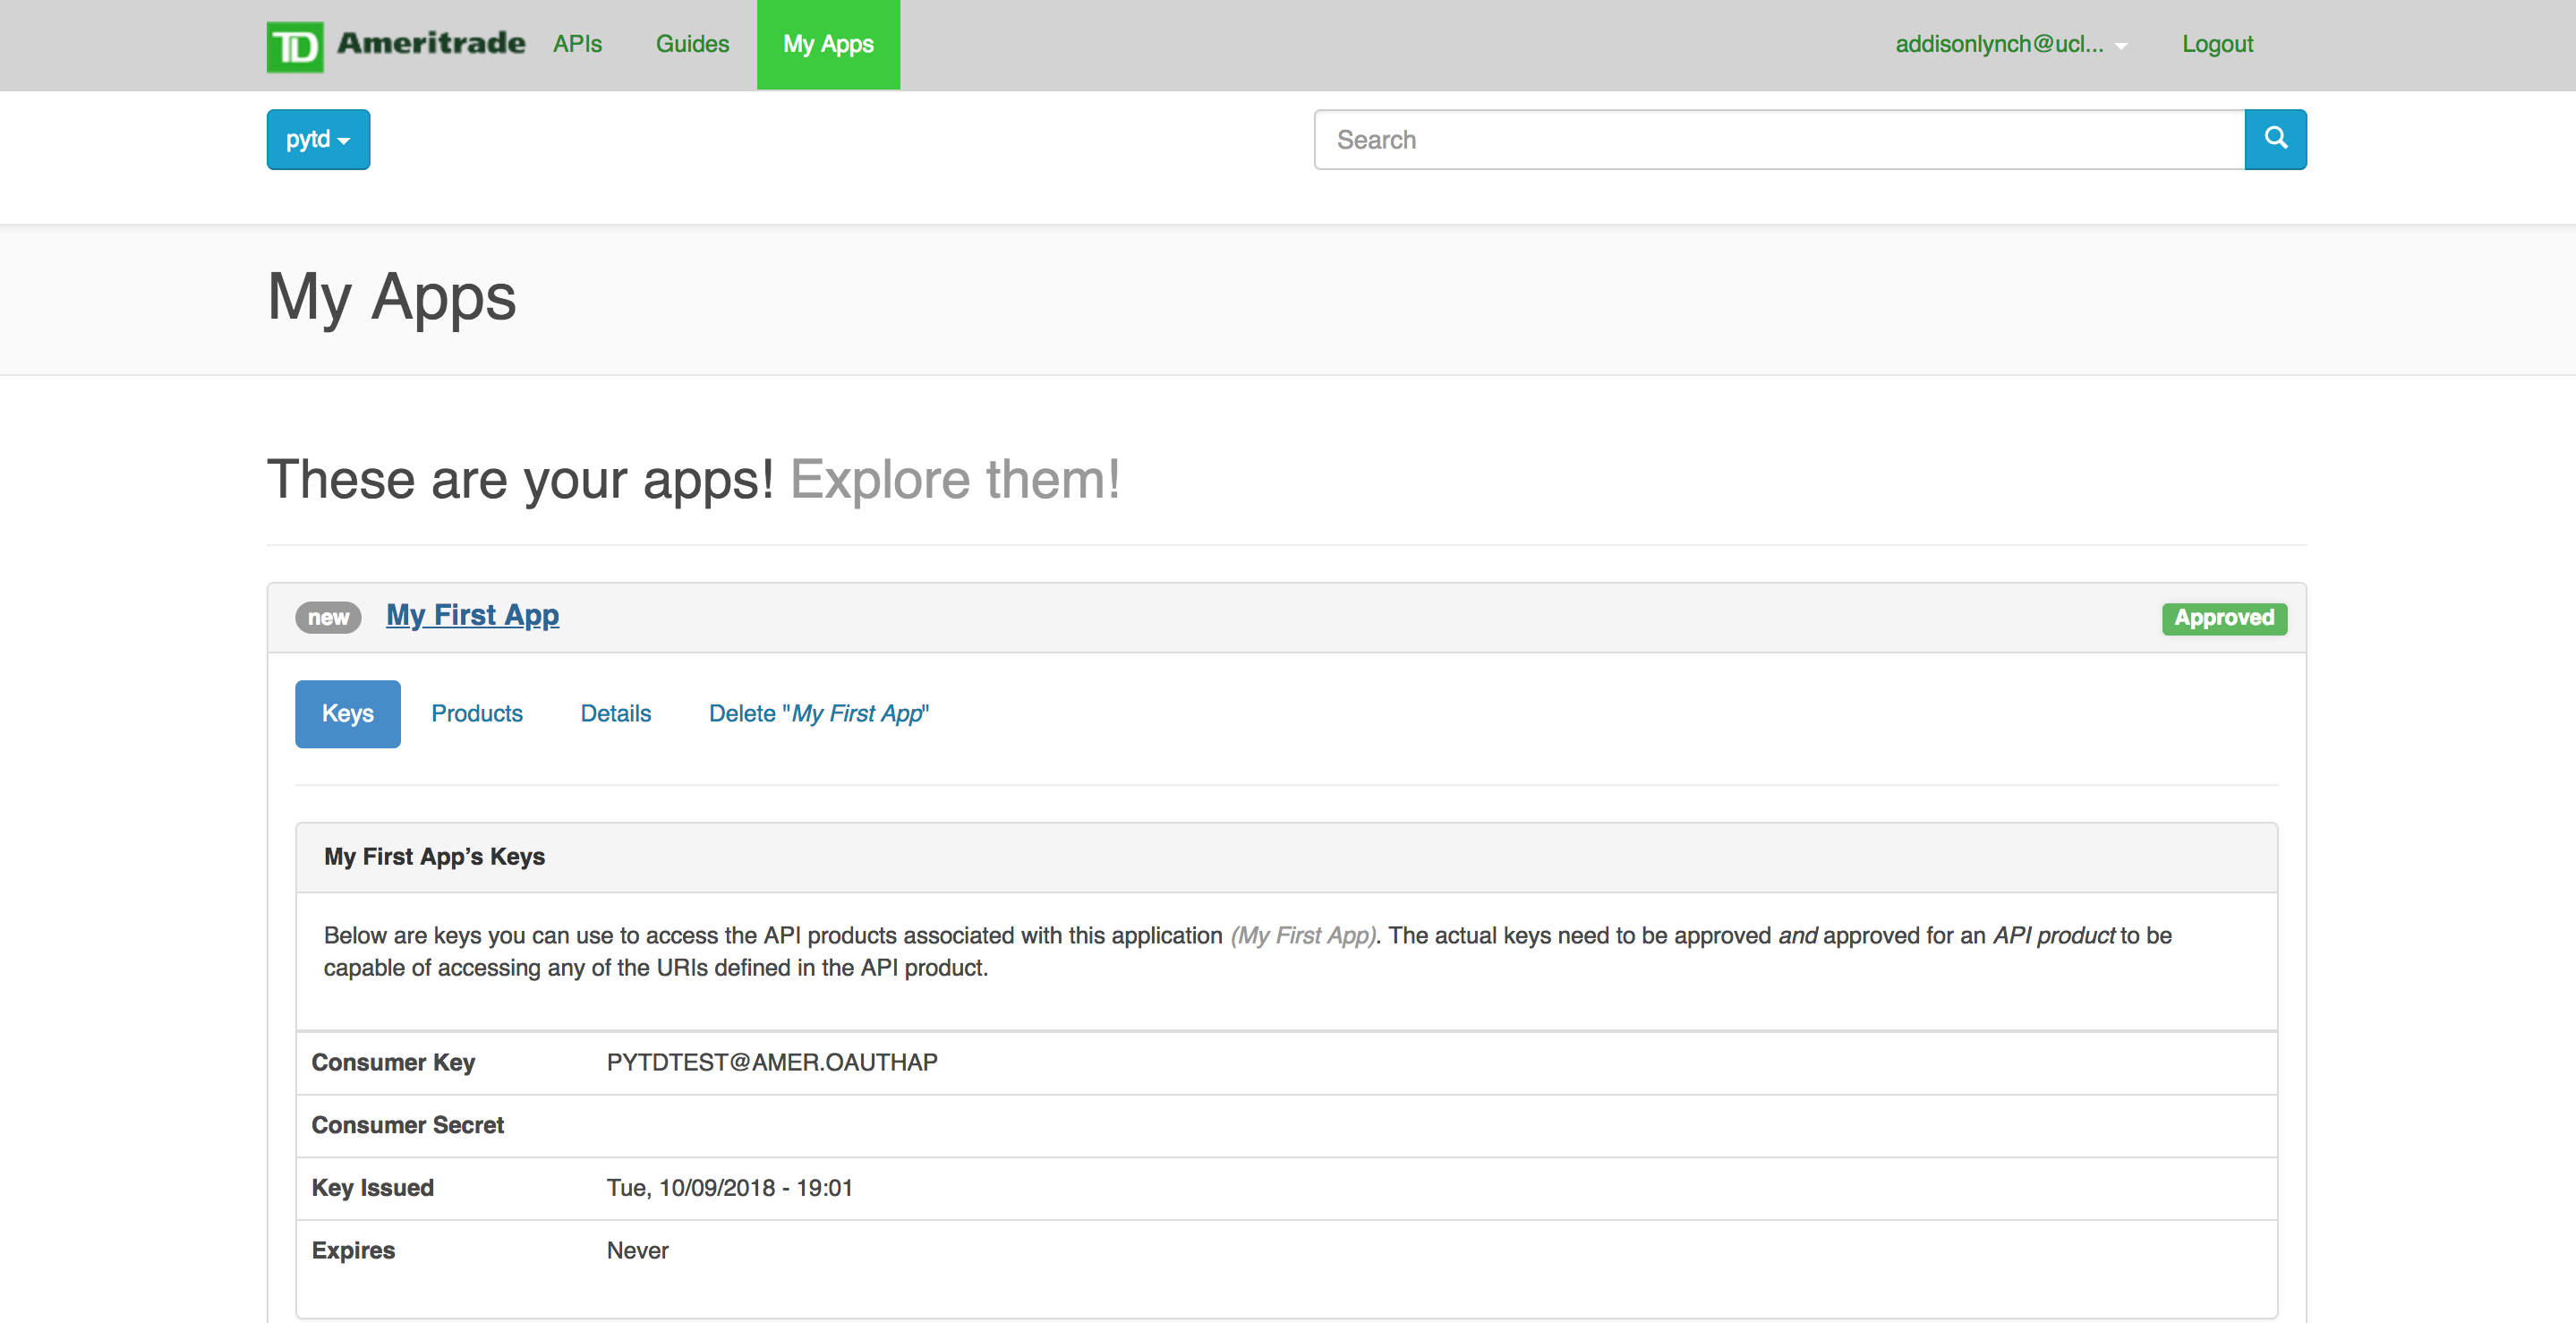 TD Ameritrade APIs Guides My Apps addisonlynch@ucl... Logout
pytd Search
My Apps
These are your apps! Explore them!
new My First App Approved
Keys Products Details Delete "My First App"
My First App’s Keys
Below are keys you can use to access the API products associated with this application (My First App). The actual keys need to be approved and approved for an API product to be
capable of accessing any of the URIs defined in the API product.
Consumer Key PYTDTEST@AMER.OAUTHAP
Consumer Secret
Key Issued Tue, 10/09/2018 - 19:01
Expires Never